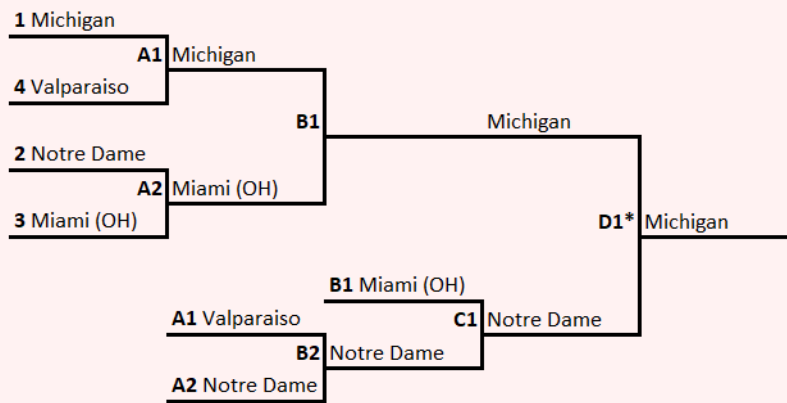 1 Michigan
A1 Michigan
4 Valparaiso
B1 Michigan
2 Notre Dame
A2 Miami (OH)
3 Miami (OH)
D1* Michigan
B1 Miami (OH)
A1 Valparaiso
C1 Notre Dame
B2 Notre Dame
A2 Notre Dame